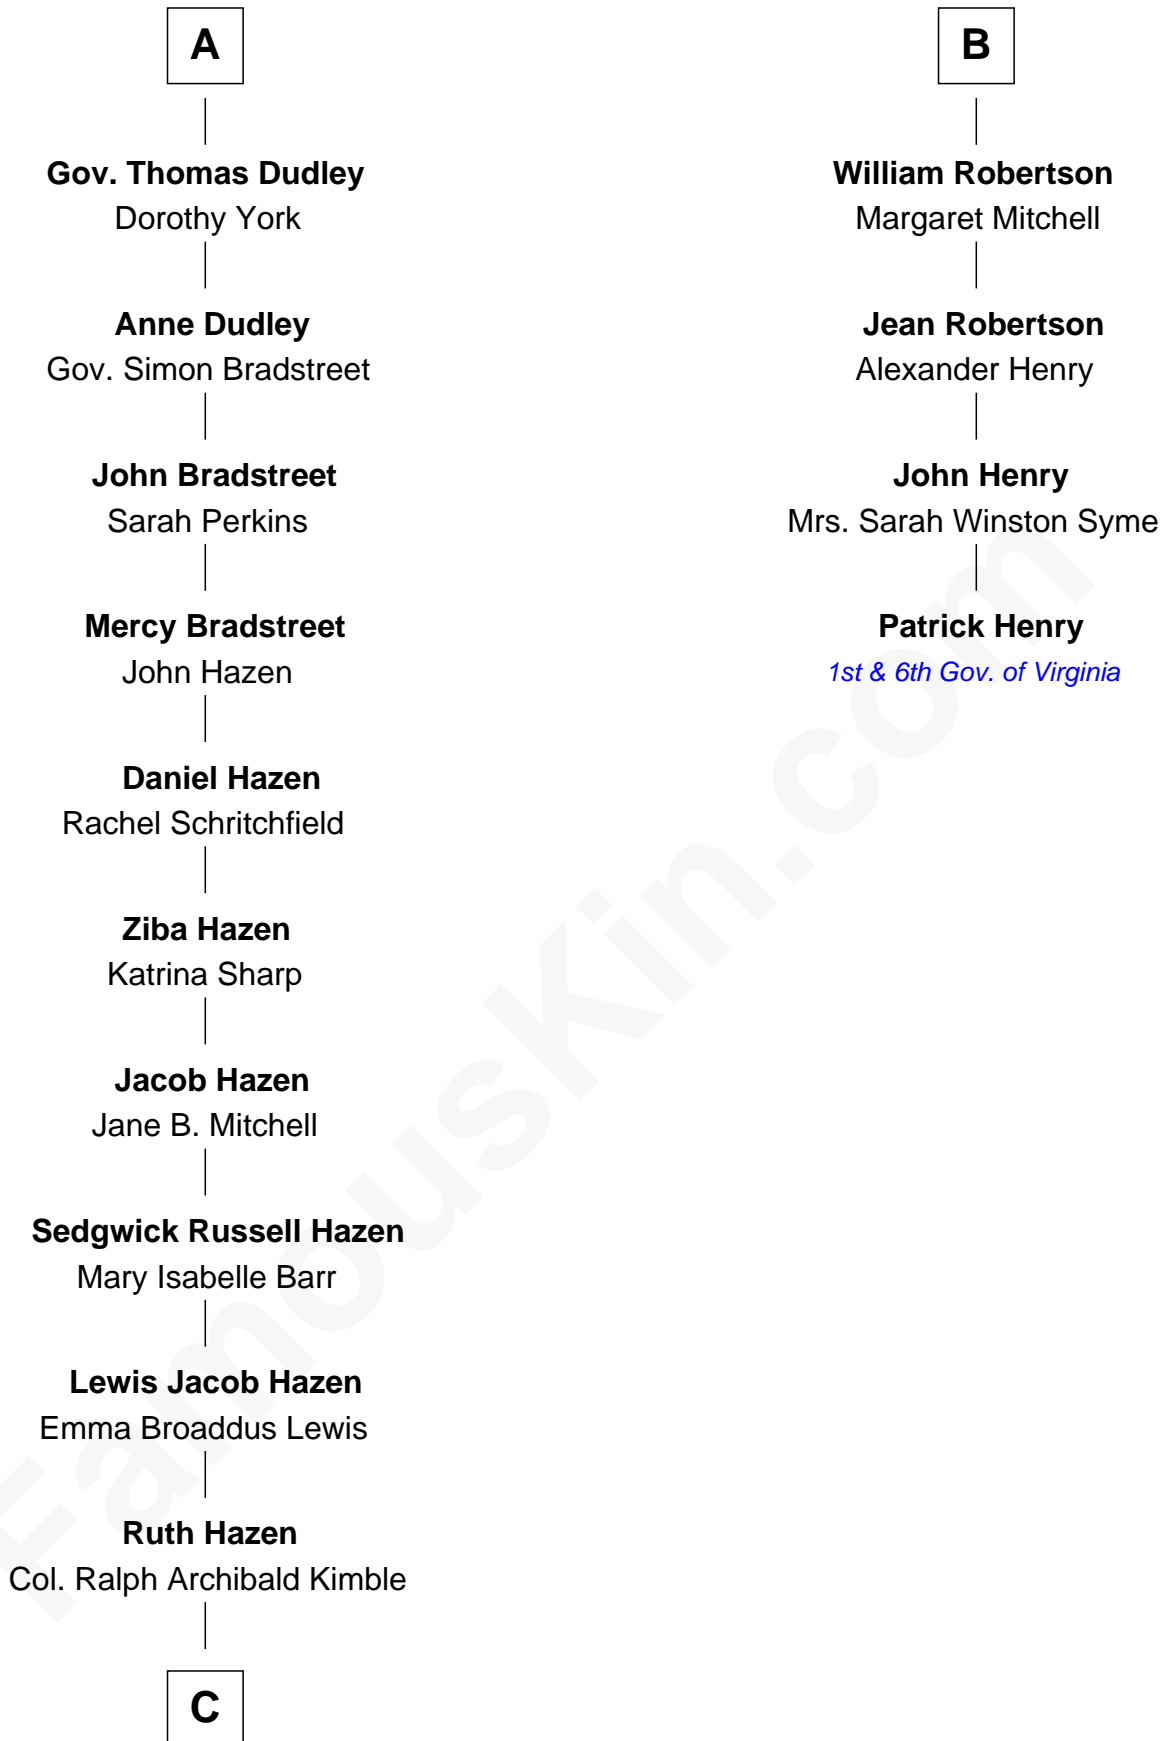 A
Gov. Thomas Dudley
Dorothy York
Anne Dudley
Gov. Simon Bradstreet
John Bradstreet
Sarah Perkins
Mercy Bradstreet
John Hazen
Daniel Hazen
Rachel Schritchfield
Ziba Hazen
Katrina Sharp
Jacob Hazen
Jane B. Mitchell
Sedgwick Russell Hazen
Mary Isabelle Barr
Lewis Jacob Hazen
Emma Broaddus Lewis
Ruth Hazen
Col. Ralph Archibald Kimble
C
B
William Robertson
Margaret Mitchell
Jean Robertson
Alexander Henry
John Henry
Mrs. Sarah Winston Syme
Patrick Henry
1st & 6th Gov. of Virginia
FamousKin.com